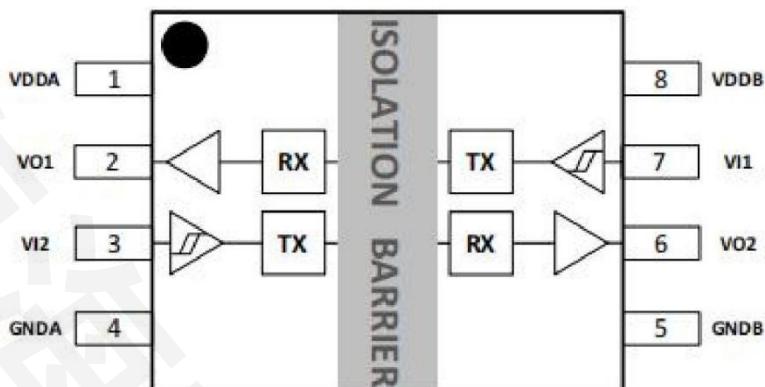 VDDA 1 8 VDDB
VO1 2 RX TX 7 VI1
VI2 3 TX RX 6 VO2
GNDA 4 5 GNDB
ISOLATION BARRIER